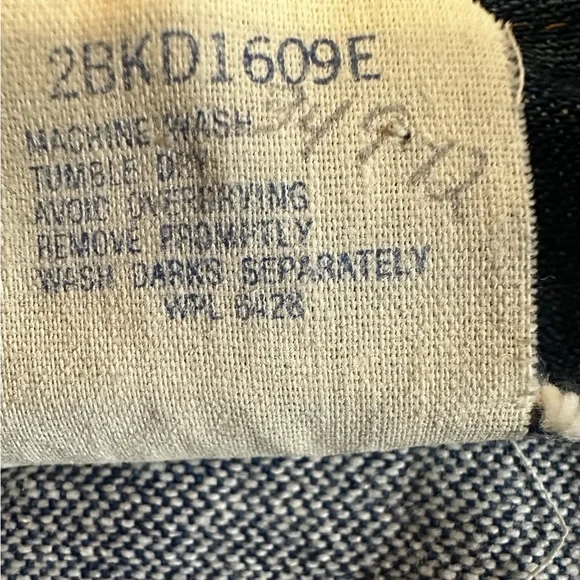 2BKD1609E
MACHINE WASH
TUMBLE DRY
AVOID OVERDRYING
REMOVE PROMPTLY
WASH DARKS SEPARATELY
WPL 6428